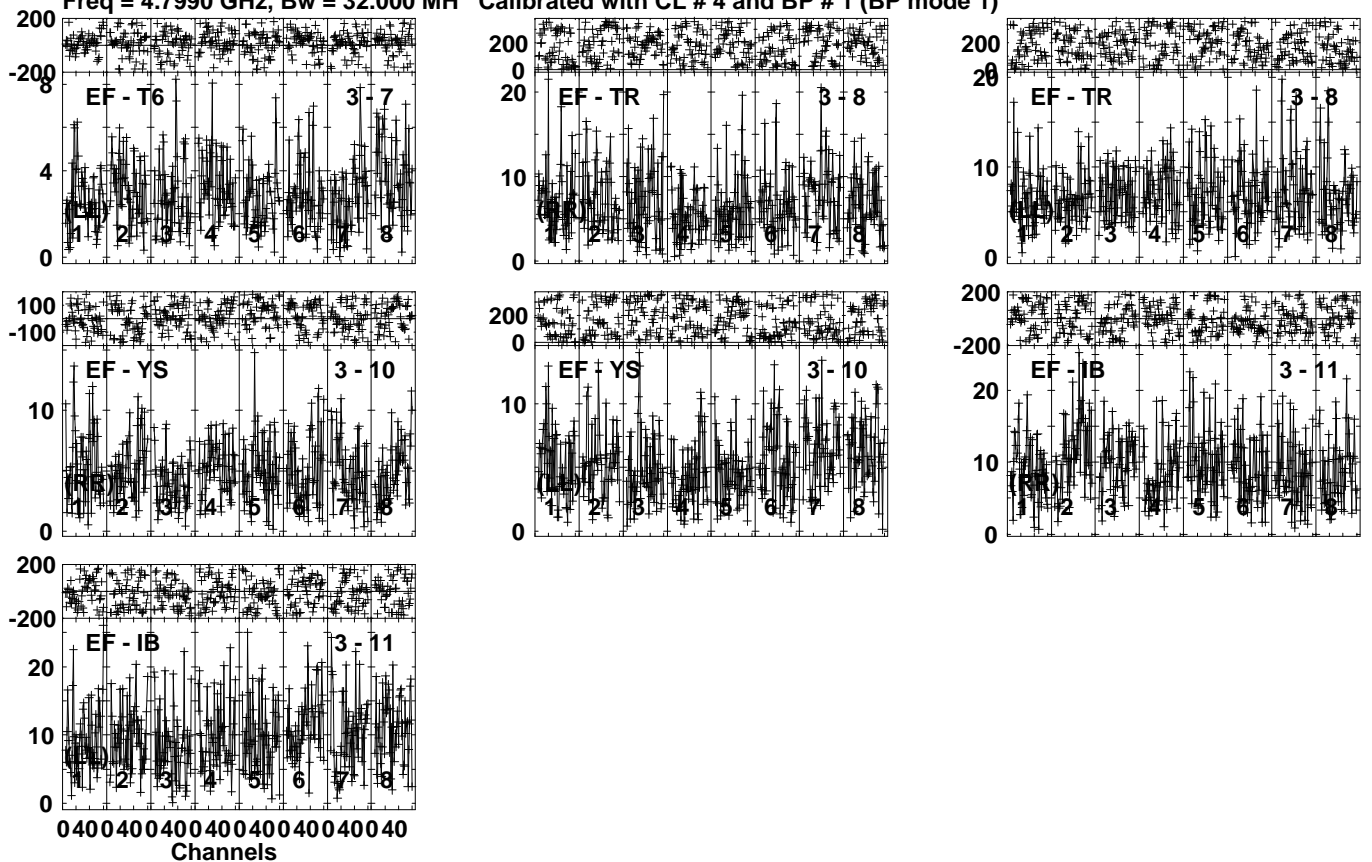 Freq = 4.7990 GHz, Bw = 32.000 MH Calibrated with CL # 4 and BP # 1 (BP mode 1)
200
-200
8
4
0
EF - T6 3 - 7
(LL)
1 2 3 4 5 6 7 8
200
0
20
10
0
EF - TR 3 - 8
(RR)
1 2 3 4 5 6 7 8
200
0
20
10
0
EF - TR 3 - 8
(LL)
1 2 3 4 5 6 7 8
100
-100
10
0
EF - YS 3 - 10
(RR)
1 2 3 4 5 6 7 8
200
0
10
0
EF - YS 3 - 10
(LL)
1 2 3 4 5 6 7 8
200
-200
20
10
0
EF - IB 3 - 11
(RR)
1 2 3 4 5 6 7 8
200
-200
20
10
0
EF - IB 3 - 11
(LL)
1 2 3 4 5 6 7 8
0 40 0 40 0 40 0 40 0 40 0 40 0 40 0 40
Channels